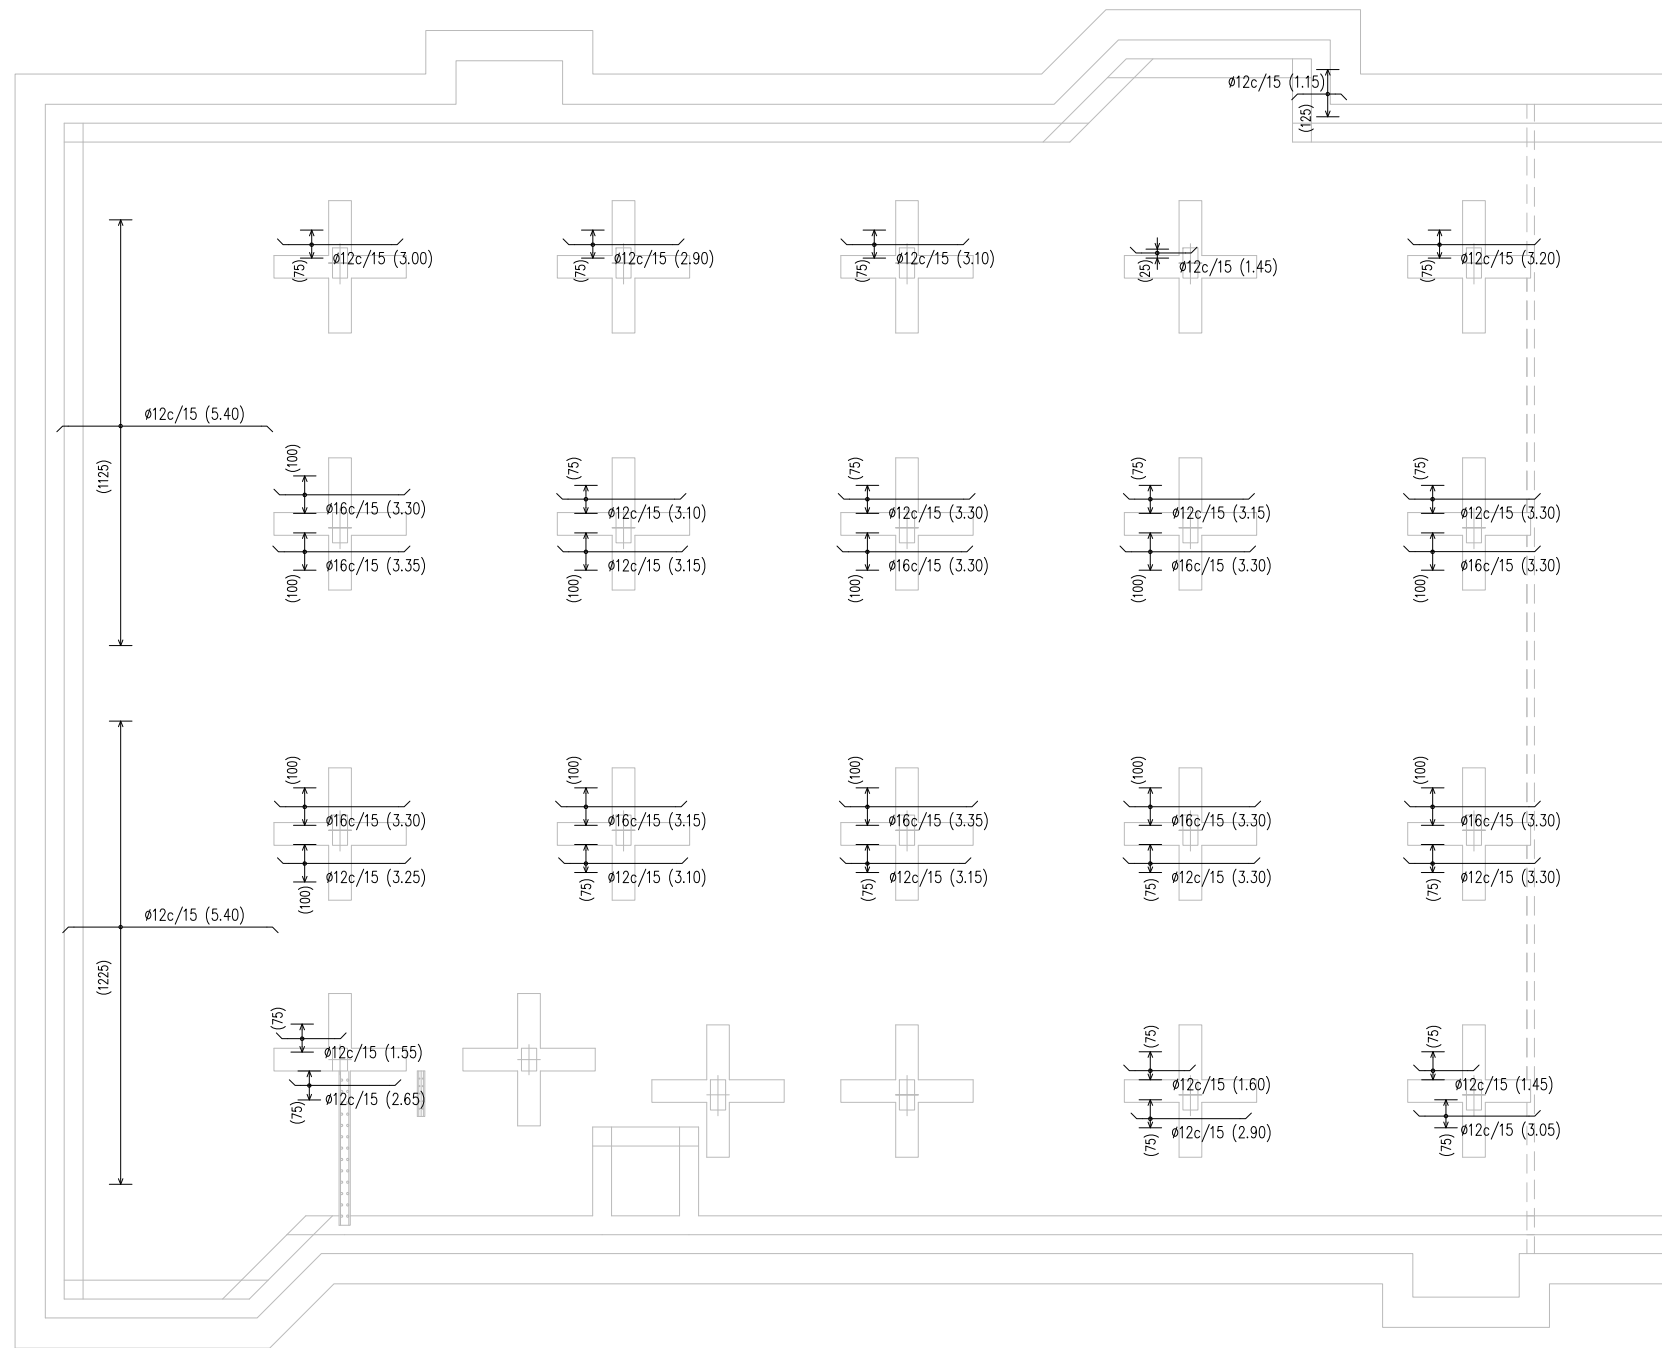 ø12c/15 (1.15)
(125)
(75)
ø12c/15 (3.00)
(75)
ø12c/15 (2.90)
(75)
ø12c/15 (3.10)
(25)
ø12c/15 (1.45)
(75)
ø12c/15 (3.20)
ø12c/15 (5.40)
(1125)
(100)
ø16c/15 (3.30)
ø16c/15 (3.35)
(100)
(75)
ø12c/15 (3.10)
ø12c/15 (3.15)
(100)
(75)
ø12c/15 (3.30)
ø16c/15 (3.30)
(100)
(75)
ø12c/15 (3.15)
ø16c/15 (3.30)
(100)
(75)
ø12c/15 (3.30)
ø16c/15 (3.30)
(100)
(100)
ø16c/15 (3.30)
ø12c/15 (3.25)
(100)
(100)
ø16c/15 (3.15)
ø12c/15 (3.10)
(75)
(100)
ø16c/15 (3.35)
ø12c/15 (3.15)
(75)
(100)
ø16c/15 (3.30)
ø12c/15 (3.30)
(75)
(100)
ø16c/15 (3.30)
ø12c/15 (3.30)
(75)
ø12c/15 (5.40)
(1225)
(75)
ø12c/15 (1.55)
ø12c/15 (2.65)
(75)
(75)
ø12c/15 (1.60)
ø12c/15 (2.90)
(75)
(75)
ø12c/15 (1.45)
ø12c/15 (3.05)
(75)